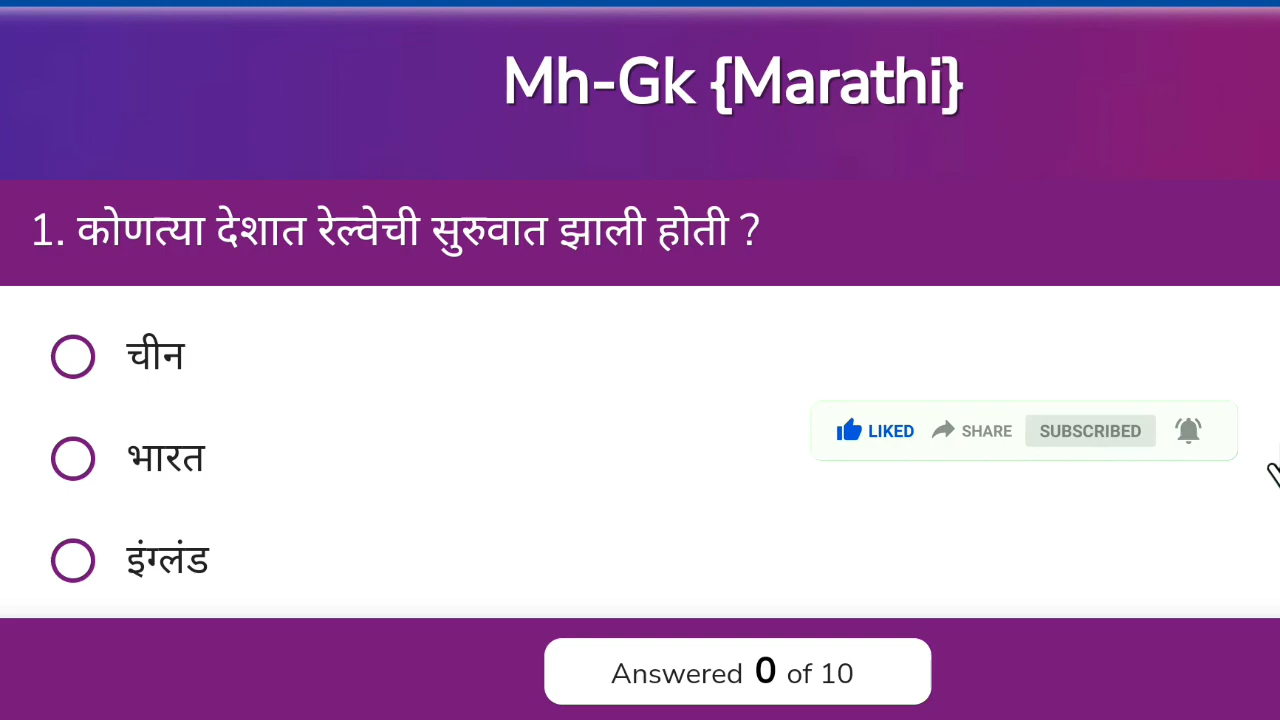 Mh-Gk {Marathi}
1. कोणत्या देशात रेल्वेची सुरुवात झाली होती ?
चीन
भारत
LIKED SHARE SUBSCRIBED
इंग्लंड
Answered 0 of 10